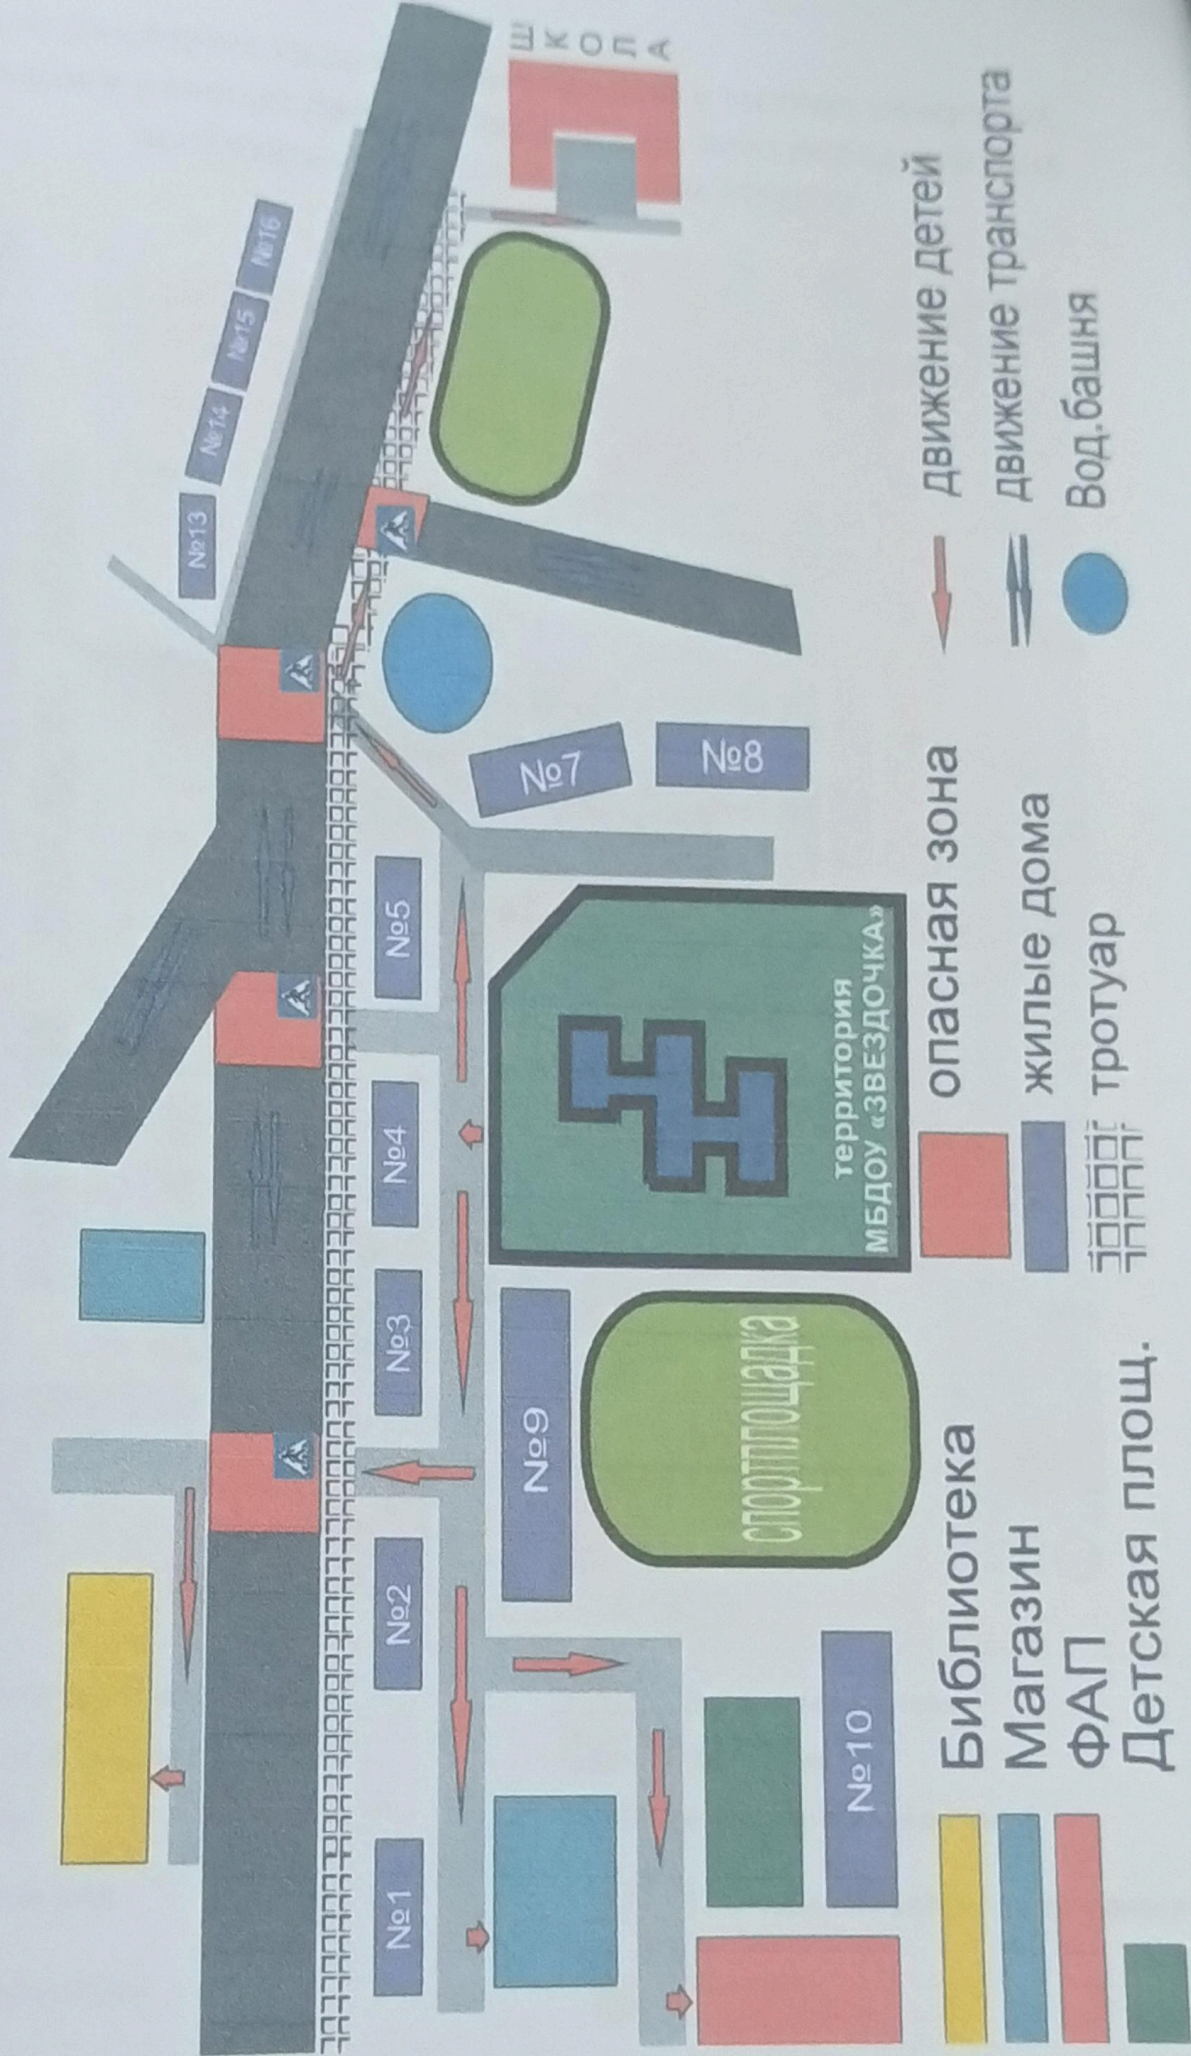 №13
№14
№15
№16
Ш
К
О
Л
А
№1
№2
№3
№4
№5
№7
№8
№9
№10
спортплощадка
территория
МБДОУ «ЗВЕЗДОЧКА»
Библиотека
Магазин
ФАП
Детская площ.
опасная зона
жилые дома
тротуар
движение детей
движение транспорта
Вод.башня